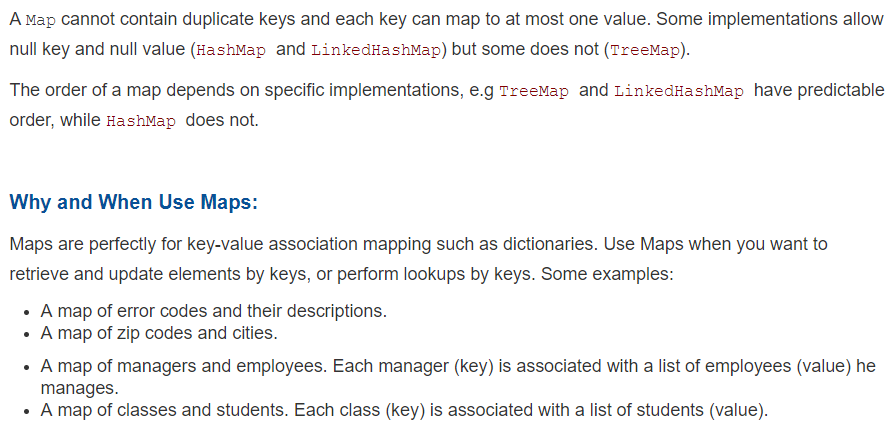 A Map cannot contain duplicate keys and each key can map to at most one value. Some implementations allow
null key and null value (HashMap and LinkedHashMap) but some does not (TreeMap).
The order of a map depends on specific implementations, e.g TreeMap and LinkedHashMap have predictable
order, while HashMap does not.
Why and When Use Maps:
Maps are perfectly for key-value association mapping such as dictionaries. Use Maps when you want to
retrieve and update elements by keys, or perform lookups by keys. Some examples:
• A map of error codes and their descriptions.
• A map of zip codes and cities.
• A map of managers and employees. Each manager (key) is associated with a list of employees (value) he
manages.
• A map of classes and students. Each class (key) is associated with a list of students (value).